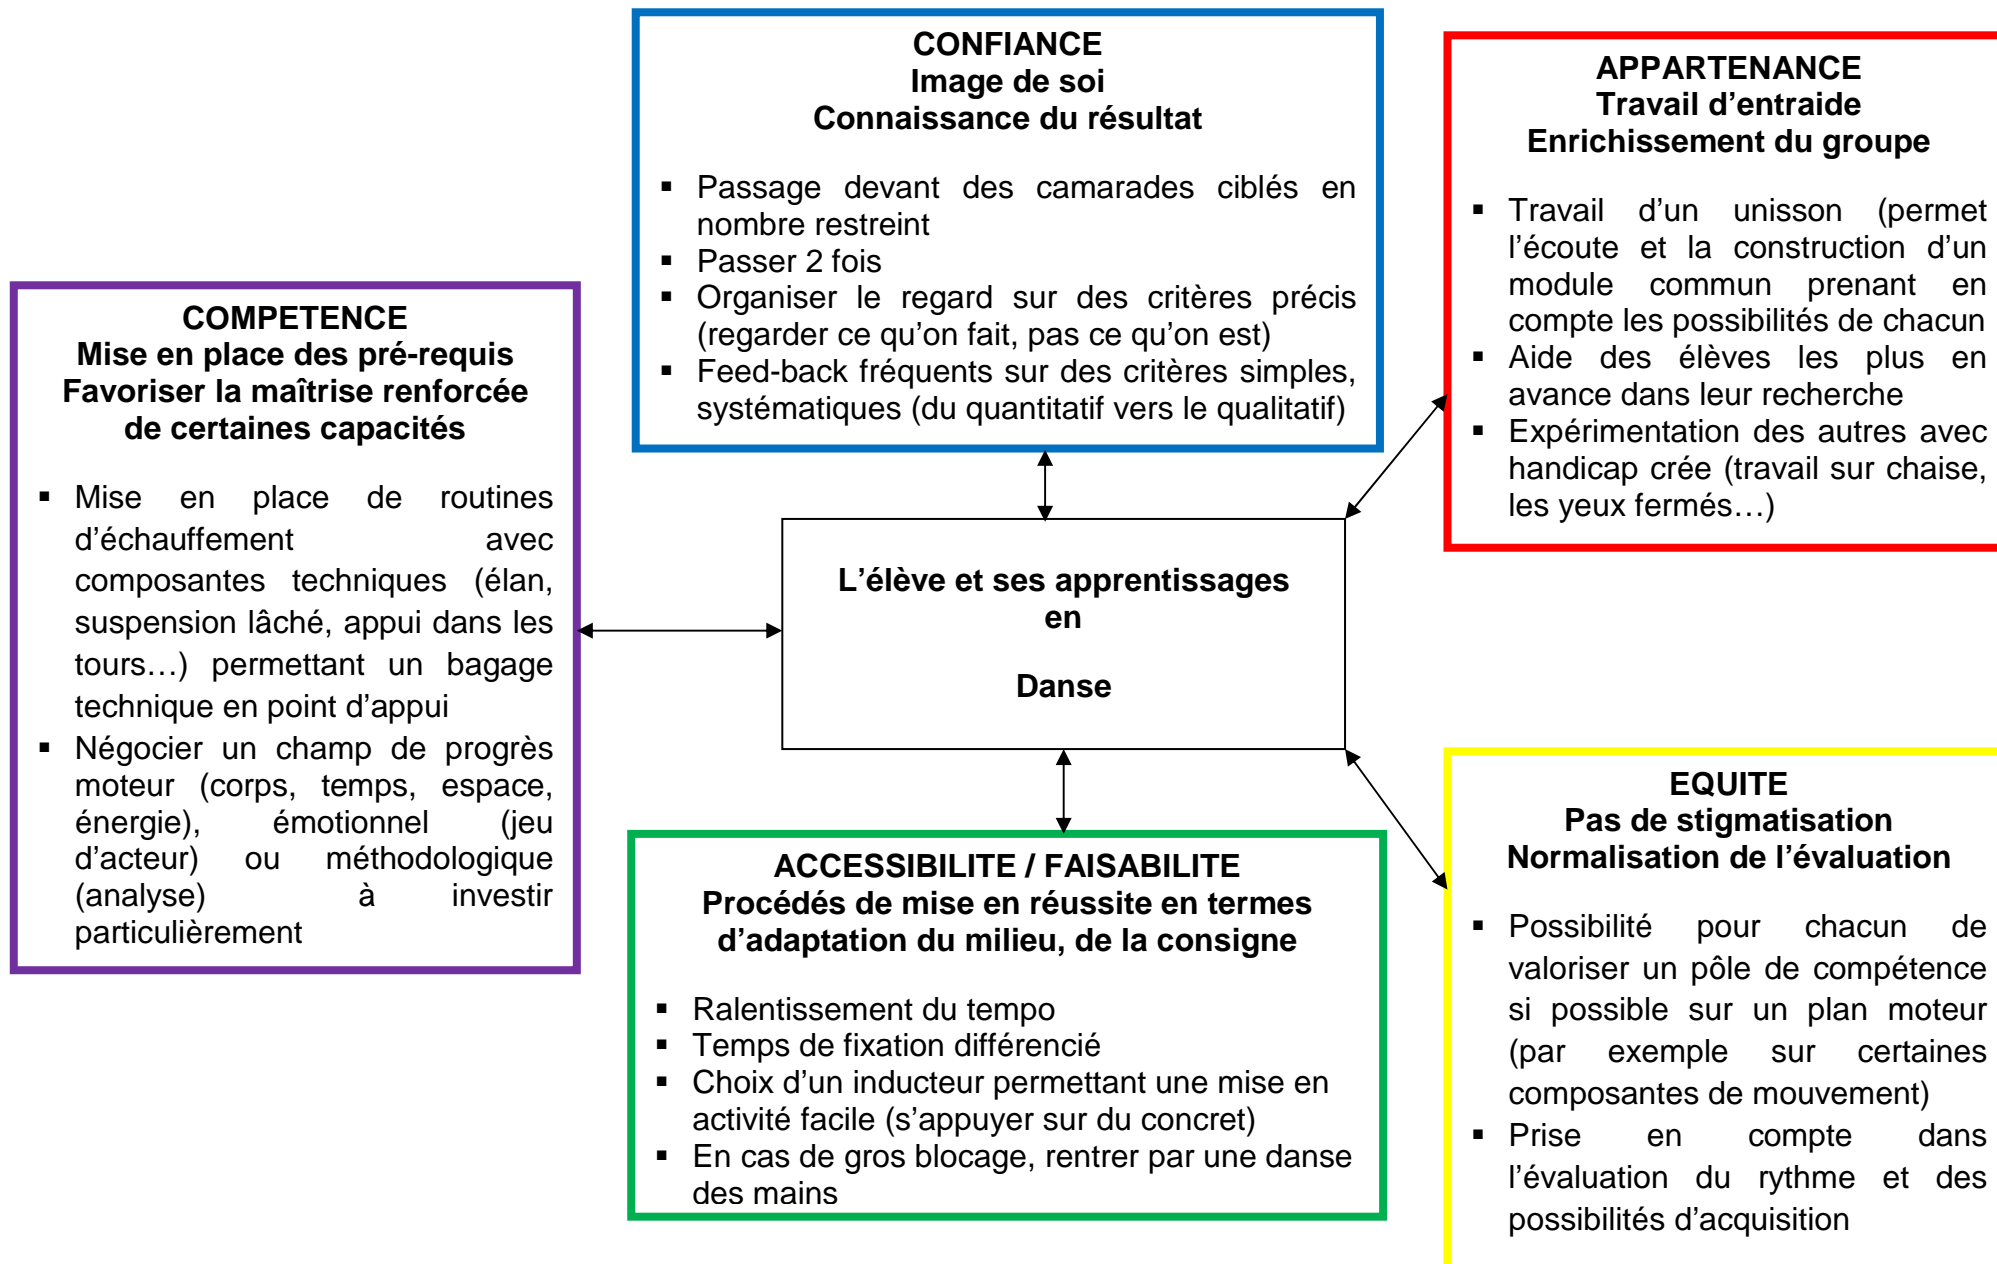 CONFIANCE
Image de soi
Connaissance du résultat
▪ Passage devant des camarades ciblés en
nombre restreint
▪ Passer 2 fois
▪ Organiser le regard sur des critères précis
(regarder ce qu’on fait, pas ce qu’on est)
▪ Feed-back fréquents sur des critères simples,
systématiques (du quantitatif vers le qualitatif)
APPARTENANCE
Travail d’entraide
Enrichissement du groupe
▪ Travail d’un unisson (permet
l’écoute et la construction d’un
module commun prenant en
compte les possibilités de chacun
▪ Aide des élèves les plus en
avance dans leur recherche
▪ Expérimentation des autres avec
handicap crée (travail sur chaise,
les yeux fermés…)
COMPETENCE
Mise en place des pré-requis
Favoriser la maîtrise renforcée
de certaines capacités
▪ Mise en place de routines
d’échauffement avec
composantes techniques (élan,
suspension lâché, appui dans les
tours…) permettant un bagage
technique en point d’appui
▪ Négocier un champ de progrès
moteur (corps, temps, espace,
énergie), émotionnel (jeu
d’acteur) ou méthodologique
(analyse) à investir
particulièrement
L’élève et ses apprentissages
en
Danse
ACCESSIBILITE / FAISABILITE
Procédés de mise en réussite en termes
d’adaptation du milieu, de la consigne
▪ Ralentissement du tempo
▪ Temps de fixation différencié
▪ Choix d’un inducteur permettant une mise en
activité facile (s’appuyer sur du concret)
▪ En cas de gros blocage, rentrer par une danse
des mains
EQUITE
Pas de stigmatisation
Normalisation de l’évaluation
▪ Possibilité pour chacun de
valoriser un pôle de compétence
si possible sur un plan moteur
(par exemple sur certaines
composantes de mouvement)
▪ Prise en compte dans
l’évaluation du rythme et des
possibilités d’acquisition